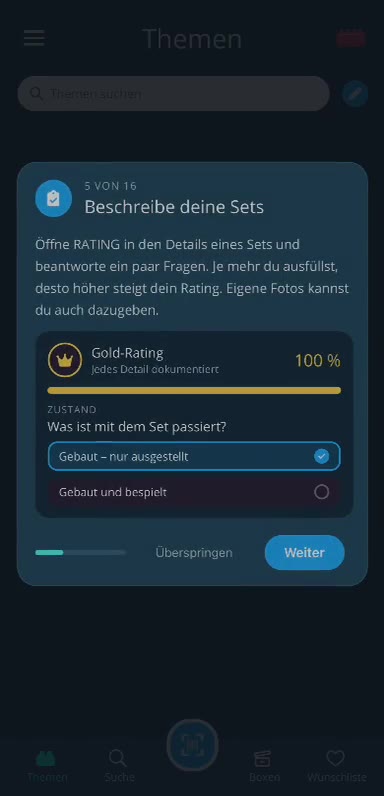 Themen
Themen suchen
5 VON 16
Beschreibe deine Sets
Öffne RATING in den Details eines Sets und
beantworte ein paar Fragen. Je mehr du ausfüllst,
desto höher steigt dein Rating. Eigene Fotos kannst
du auch dazugeben.
Gold-Rating
100 %
Jedes Detail dokumentiert
ZUSTAND
Was ist mit dem Set passiert?
Gebaut – nur ausgestellt
Gebaut und bespielt
Überspringen
Weiter
Themen
Suche
Boxen
Wunschliste